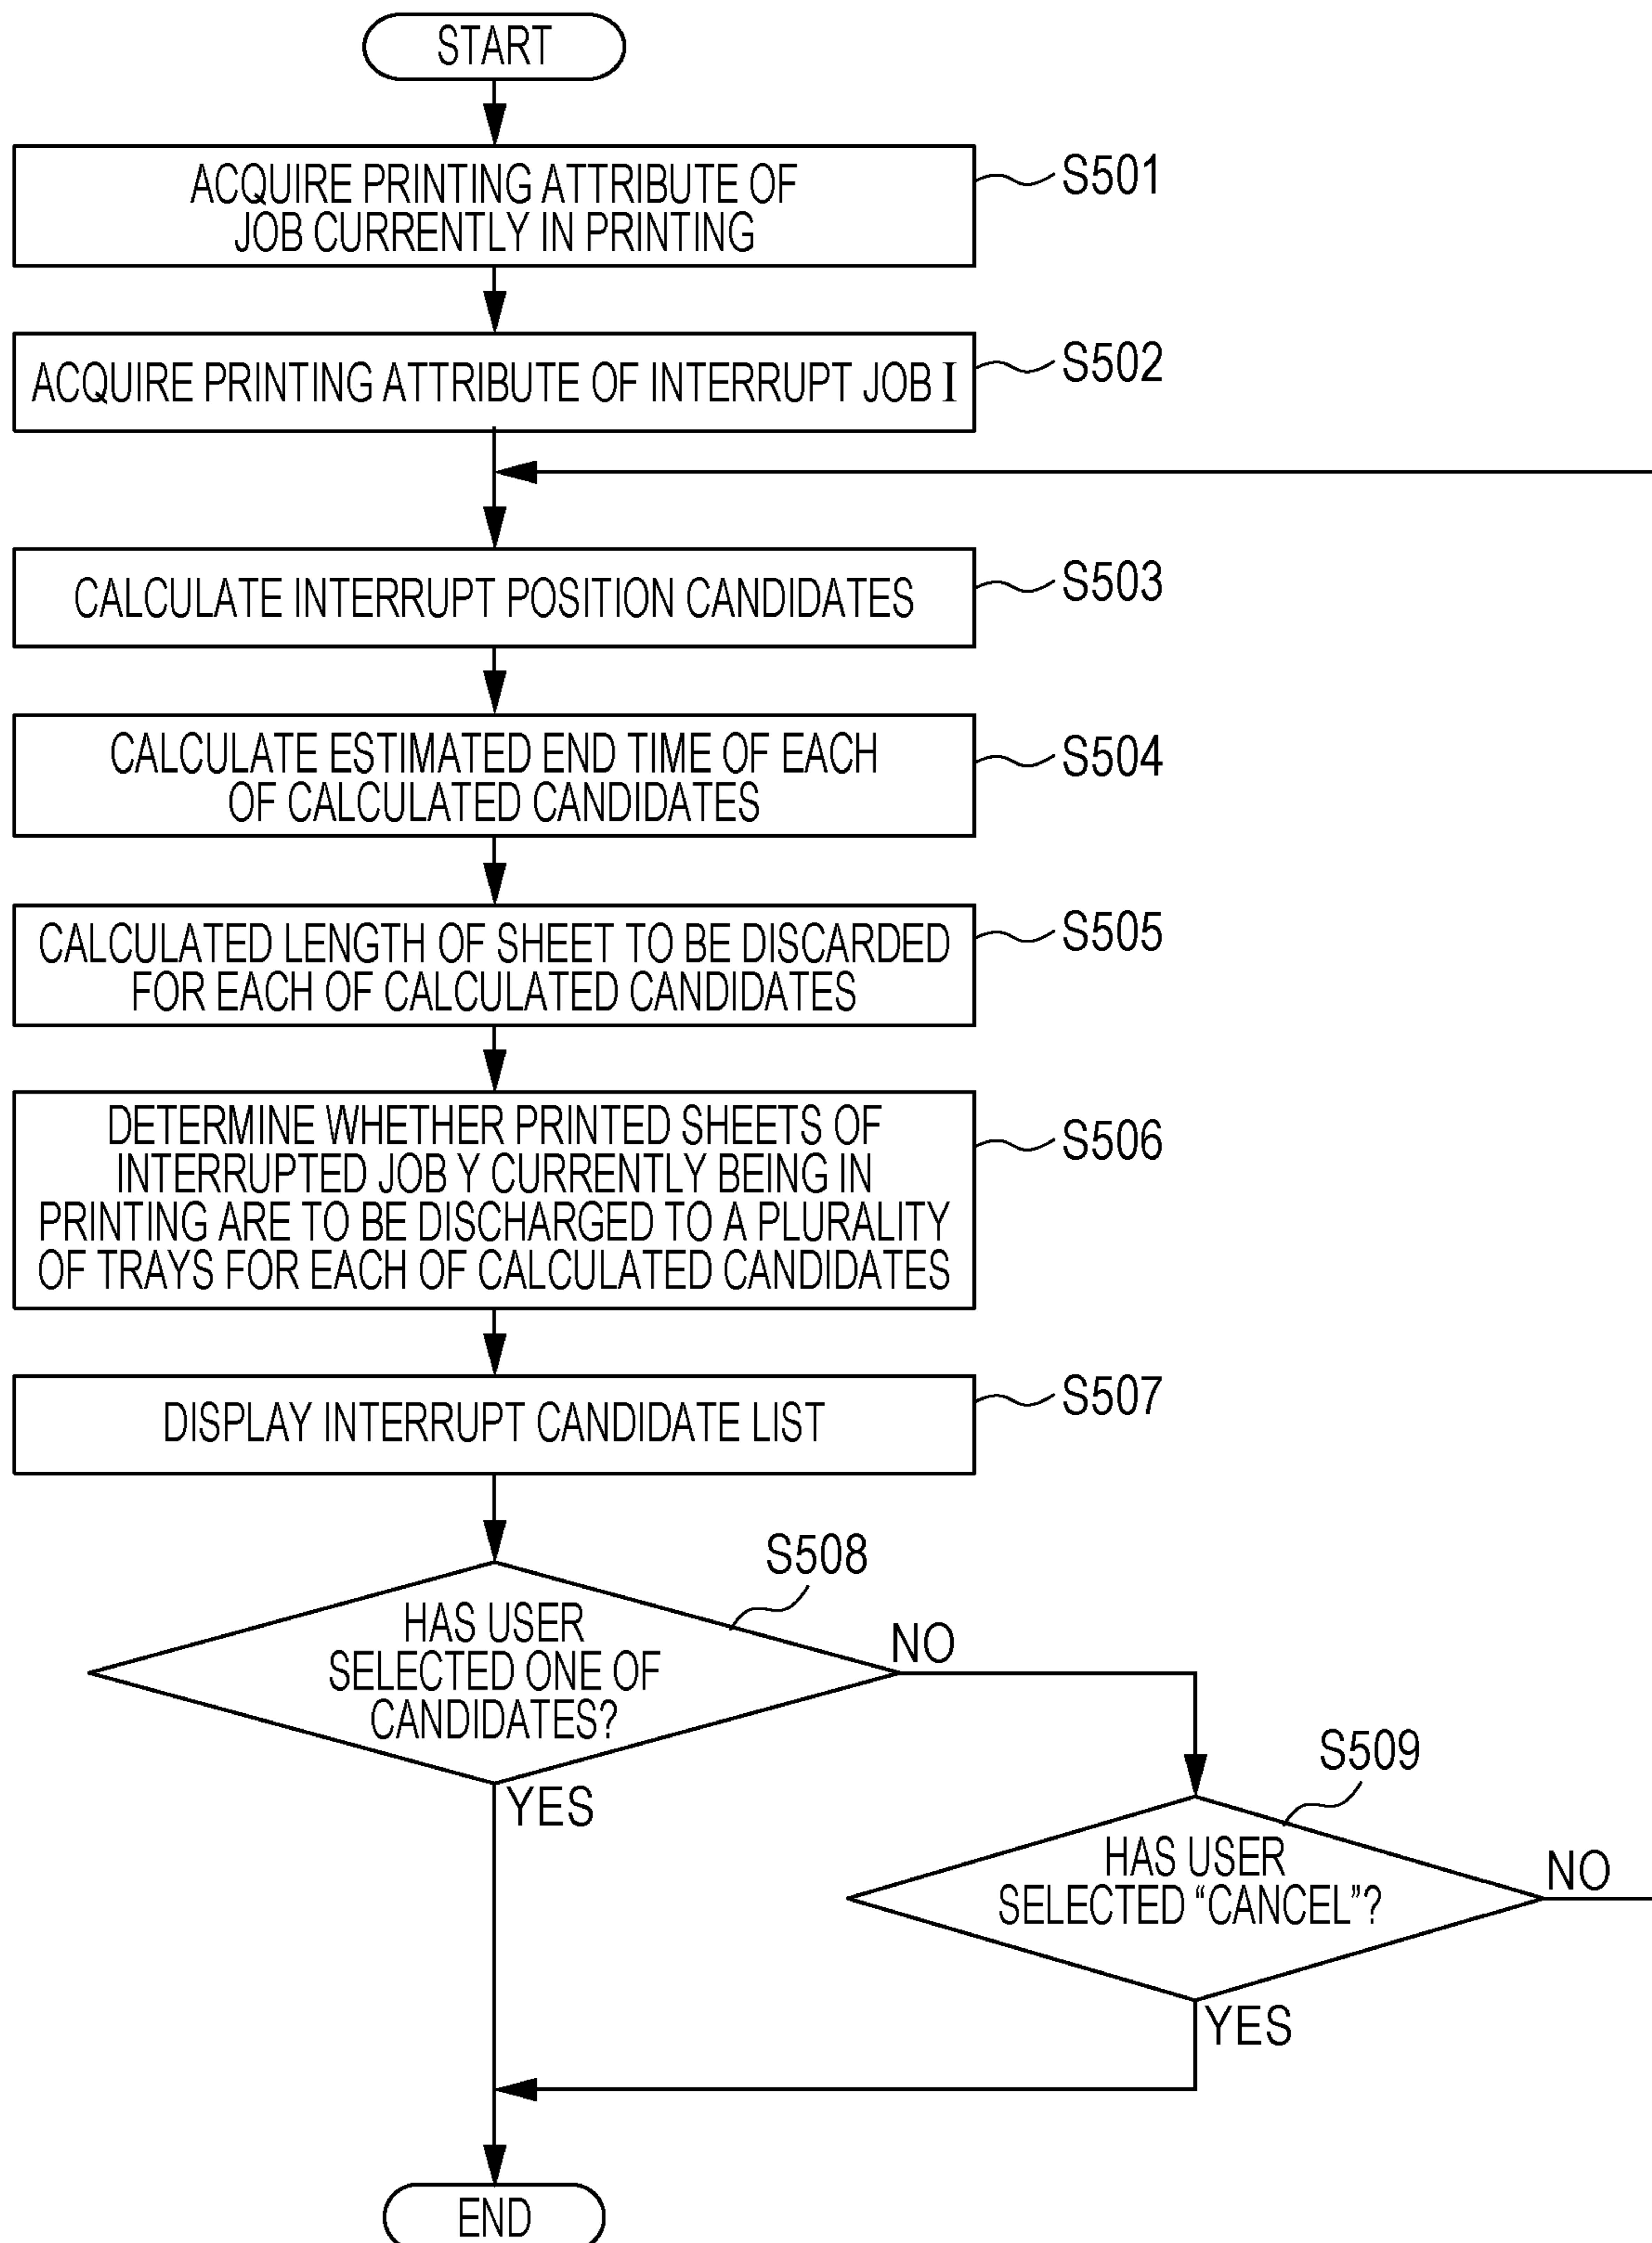 START
ACQUIRE PRINTING ATTRIBUTE OF
JOB CURRENTLY IN PRINTING
S501
ACQUIRE PRINTING ATTRIBUTE OF INTERRUPT JOB I
S502
CALCULATE INTERRUPT POSITION CANDIDATES
S503
CALCULATE ESTIMATED END TIME OF EACH
OF CALCULATED CANDIDATES
S504
CALCULATED LENGTH OF SHEET TO BE DISCARDED
FOR EACH OF CALCULATED CANDIDATES
S505
DETERMINE WHETHER PRINTED SHEETS OF
INTERRUPTED JOB Y CURRENTLY BEING IN
PRINTING ARE TO BE DISCHARGED TO A PLURALITY
OF TRAYS FOR EACH OF CALCULATED CANDIDATES
S506
DISPLAY INTERRUPT CANDIDATE LIST
S507
S508
HAS USER
SELECTED ONE OF
CANDIDATES?
NO
YES
S509
HAS USER
SELECTED “CANCEL”?
NO
YES
END